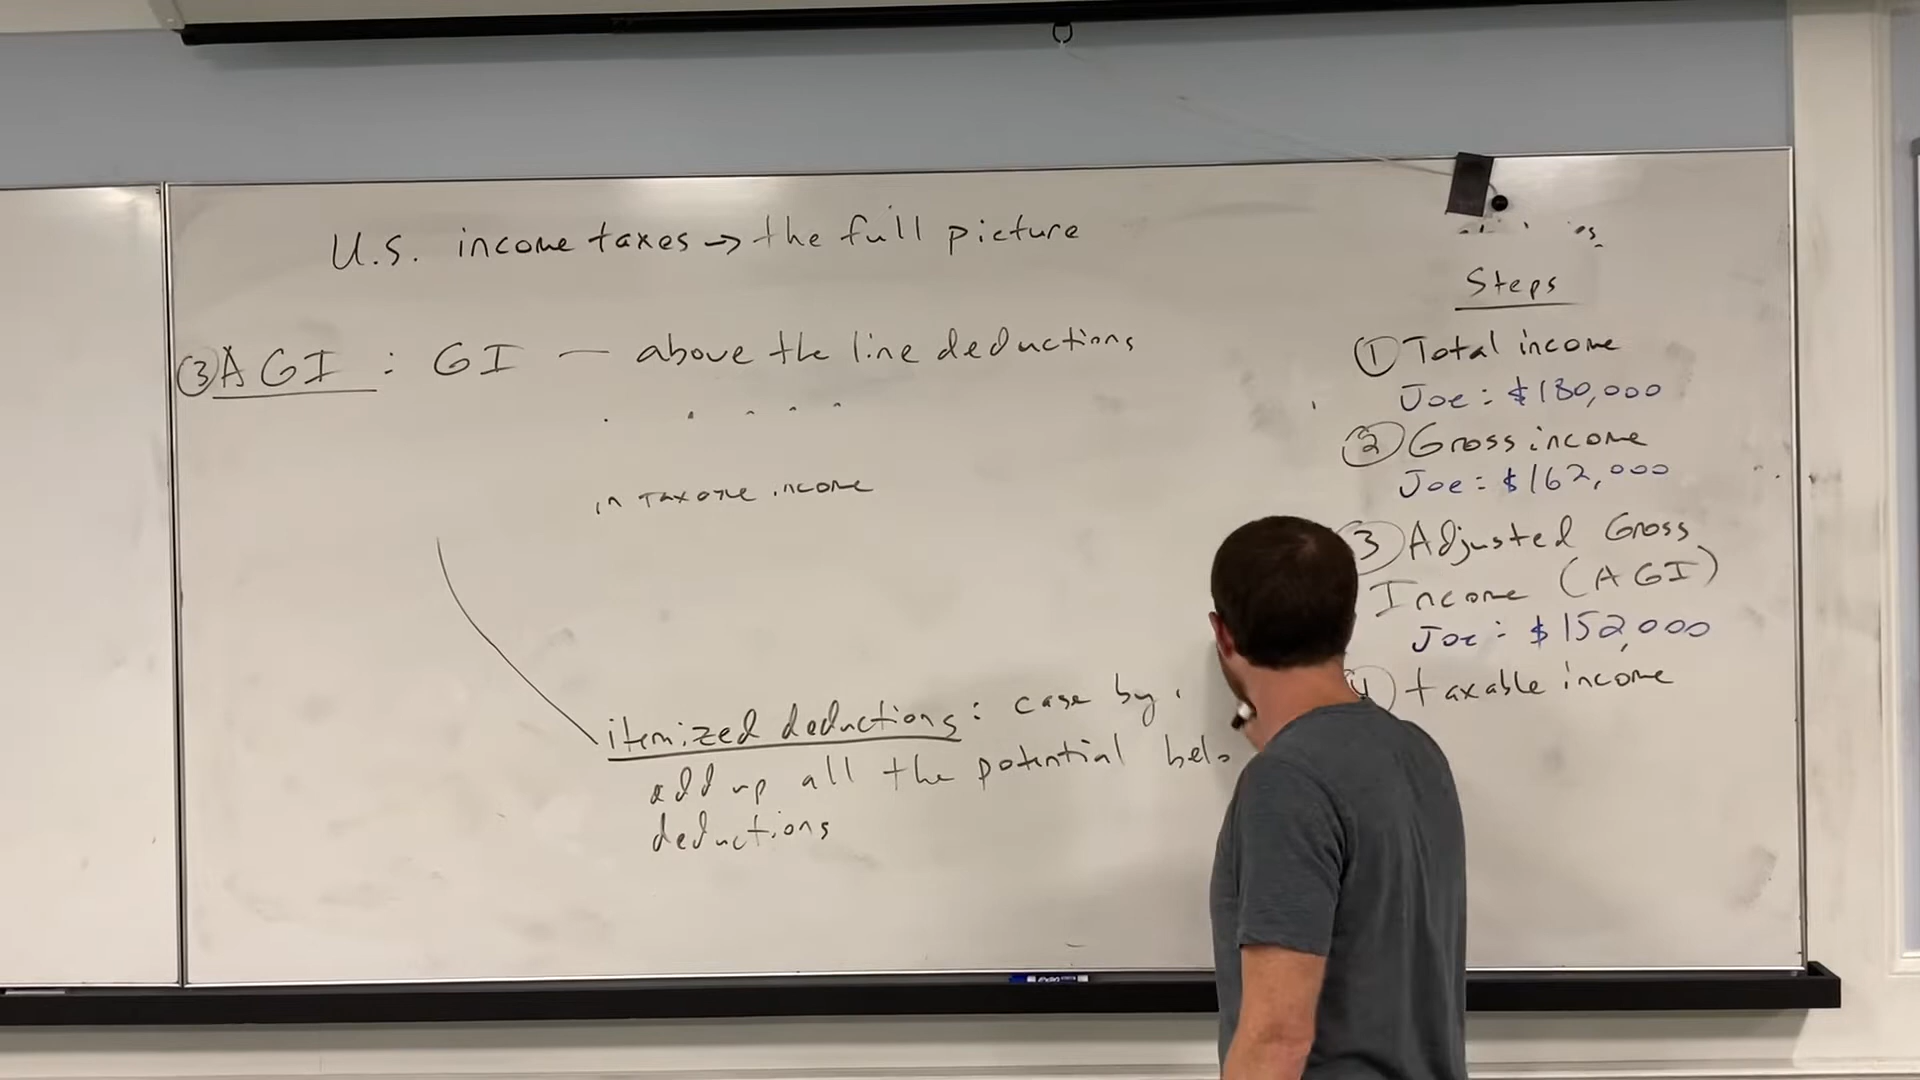 U.S. income taxes → the full picture
③ AGI : GI — above the line deductions
in income
itemized deductions: case by
add up all the potential
deductions
Steps
① Total income
Joe: $180,000
② Gross income
Joe: $162,000
3 Adjusted Gross
Income (AGI)
Joe: $152,000
4 taxable income